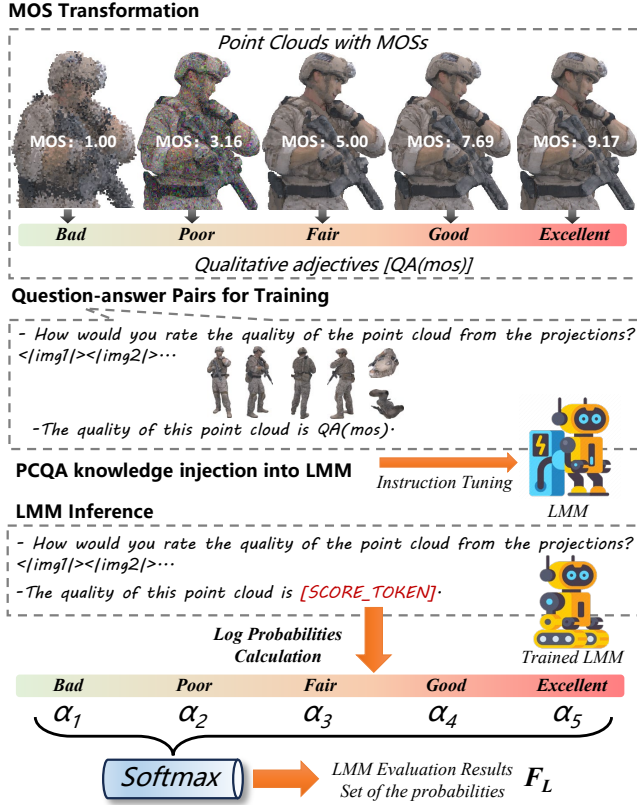 MOS Transformation
Point Clouds with MOSs
MOS: 1.00 MOS: 3.16 MOS: 5.00 MOS: 7.69 MOS: 9.17
Bad Poor Fair Good Excellent
Qualitative adjectives [QA(mos)]
Question-answer Pairs for Training
- How would you rate the quality of the point cloud from the projections?
<|img1|><|img2|>...
-The quality of this point cloud is QA(mos).
PCQA knowledge injection into LMM
Instruction Tuning
LMM
LMM Inference
- How would you rate the quality of the point cloud from the projections?
<|img1|><|img2|>...
-The quality of this point cloud is [SCORE_TOKEN].
Log Probabilities
Calculation
Trained LMM
Bad Poor Fair Good Excellent
α1 α2 α3 α4 α5
Softmax
LMM Evaluation Results
Set of the probabilities
FL